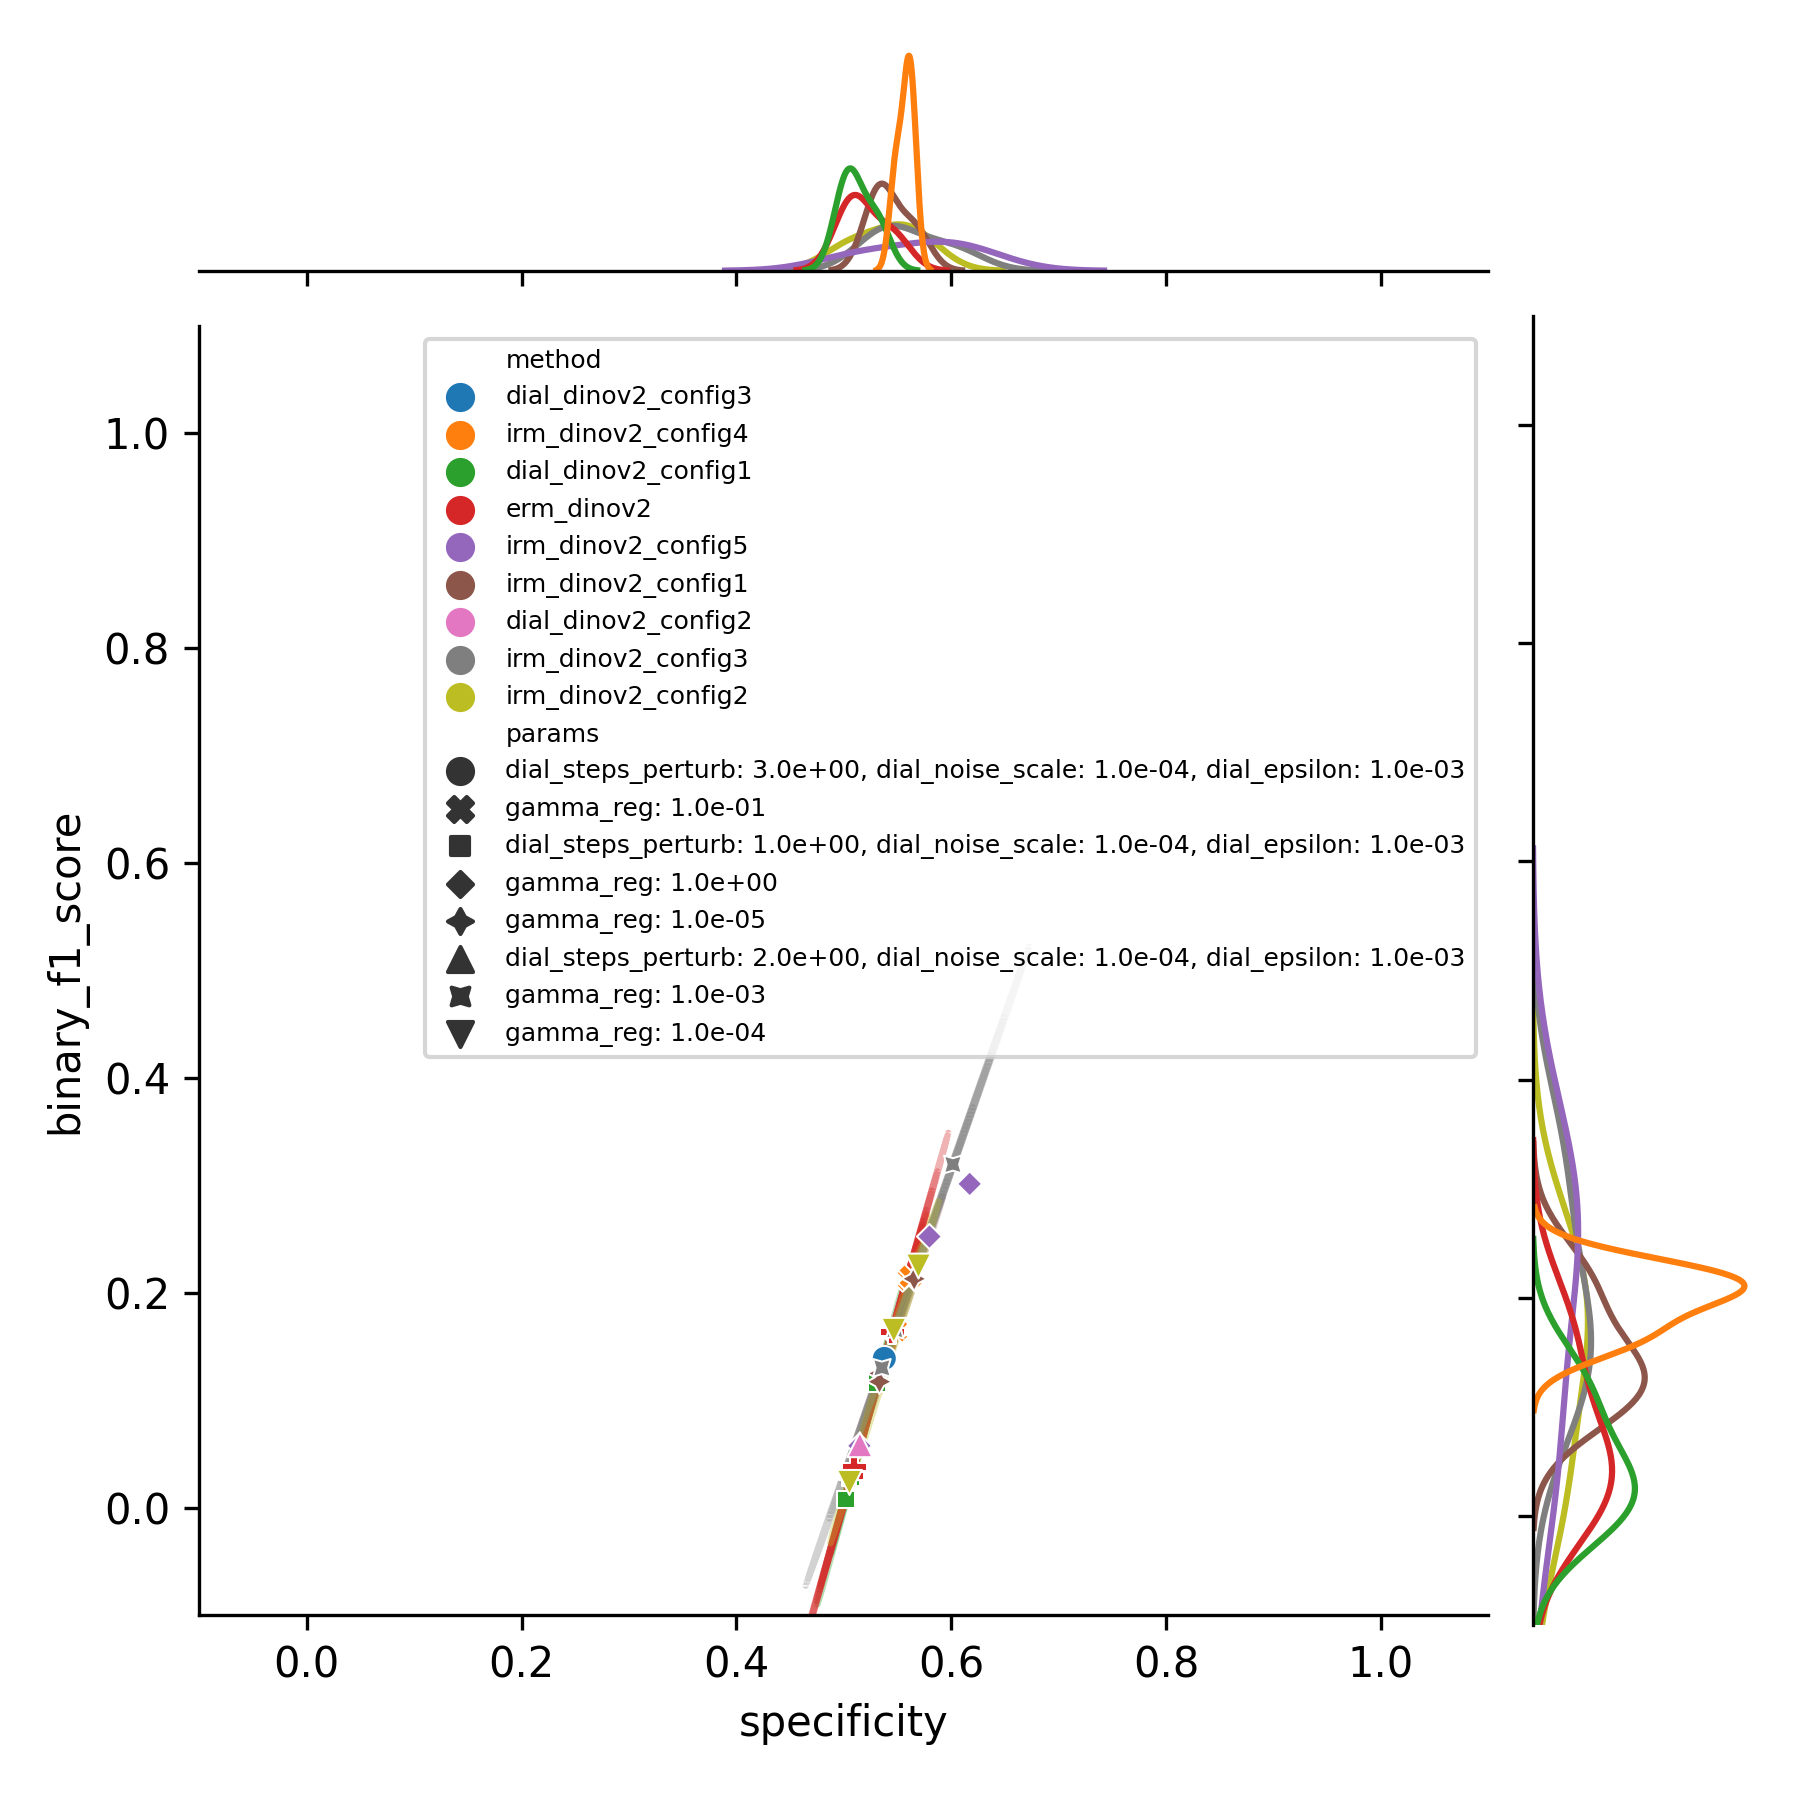 method
dial_dinov2_config3
irm_dinov2_config4
dial_dinov2_config1
erm_dinov2
irm_dinov2_config5
irm_dinov2_config1
dial_dinov2_config2
irm_dinov2_config3
irm_dinov2_config2
params
dial_steps_perturb: 3.0e+00, dial_noise_scale: 1.0e-04, dial_epsilon: 1.0e-03
gamma_reg: 1.0e-01
dial_steps_perturb: 1.0e+00, dial_noise_scale: 1.0e-04, dial_epsilon: 1.0e-03
gamma_reg: 1.0e+00
gamma_reg: 1.0e-05
dial_steps_perturb: 2.0e+00, dial_noise_scale: 1.0e-04, dial_epsilon: 1.0e-03
gamma_reg: 1.0e-03
gamma_reg: 1.0e-04
binary_f1_score
1.0
0.8
0.6
0.4
0.2
0.0
0.0 0.2 0.4 0.6 0.8 1.0
specificity